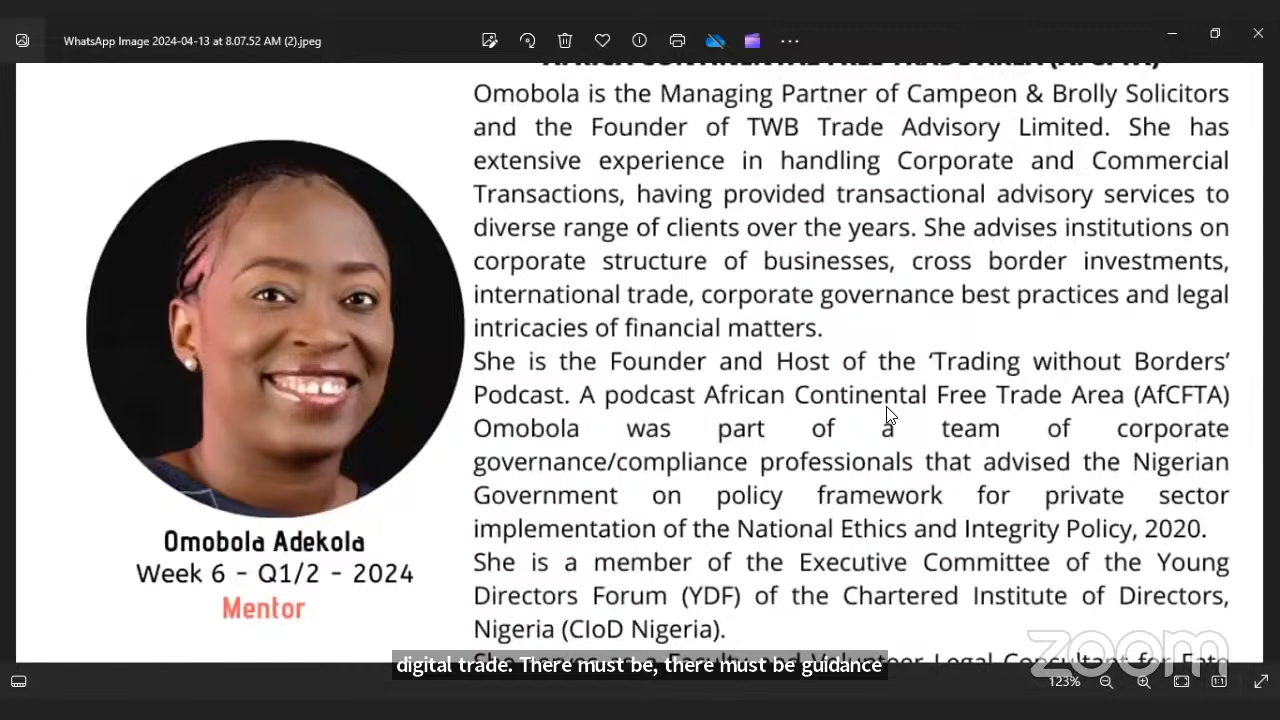 WhatsApp Image 2024-04-13 at 8.07.52 AM (2).jpeg
AFRICA CONTINENTAL FREE TRADE AREA (AFCFTA)
Omobola is the Managing Partner of Campeon & Brolly Solicitors
and the Founder of TWB Trade Advisory Limited. She has
extensive experience in handling Corporate and Commercial
Transactions, having provided transactional advisory services to
diverse range of clients over the years. She advises institutions on
corporate structure of businesses, cross border investments,
international trade, corporate governance best practices and legal
intricacies of financial matters.
She is the Founder and Host of the ‘Trading without Borders’
Podcast. A podcast African Continental Free Trade Area (AfCFTA)
Omobola was part of a team of corporate
governance/compliance professionals that advised the Nigerian
Government on policy framework for private sector
implementation of the National Ethics and Integrity Policy, 2020.
She is a member of the Executive Committee of the Young
Directors Forum (YDF) of the Chartered Institute of Directors,
Nigeria (CIoD Nigeria).
Omobola Adekola
Week 6 - Q1/2 - 2024
Mentor
zoom
digital trade. There must be, there must be guidance
123%
1:1